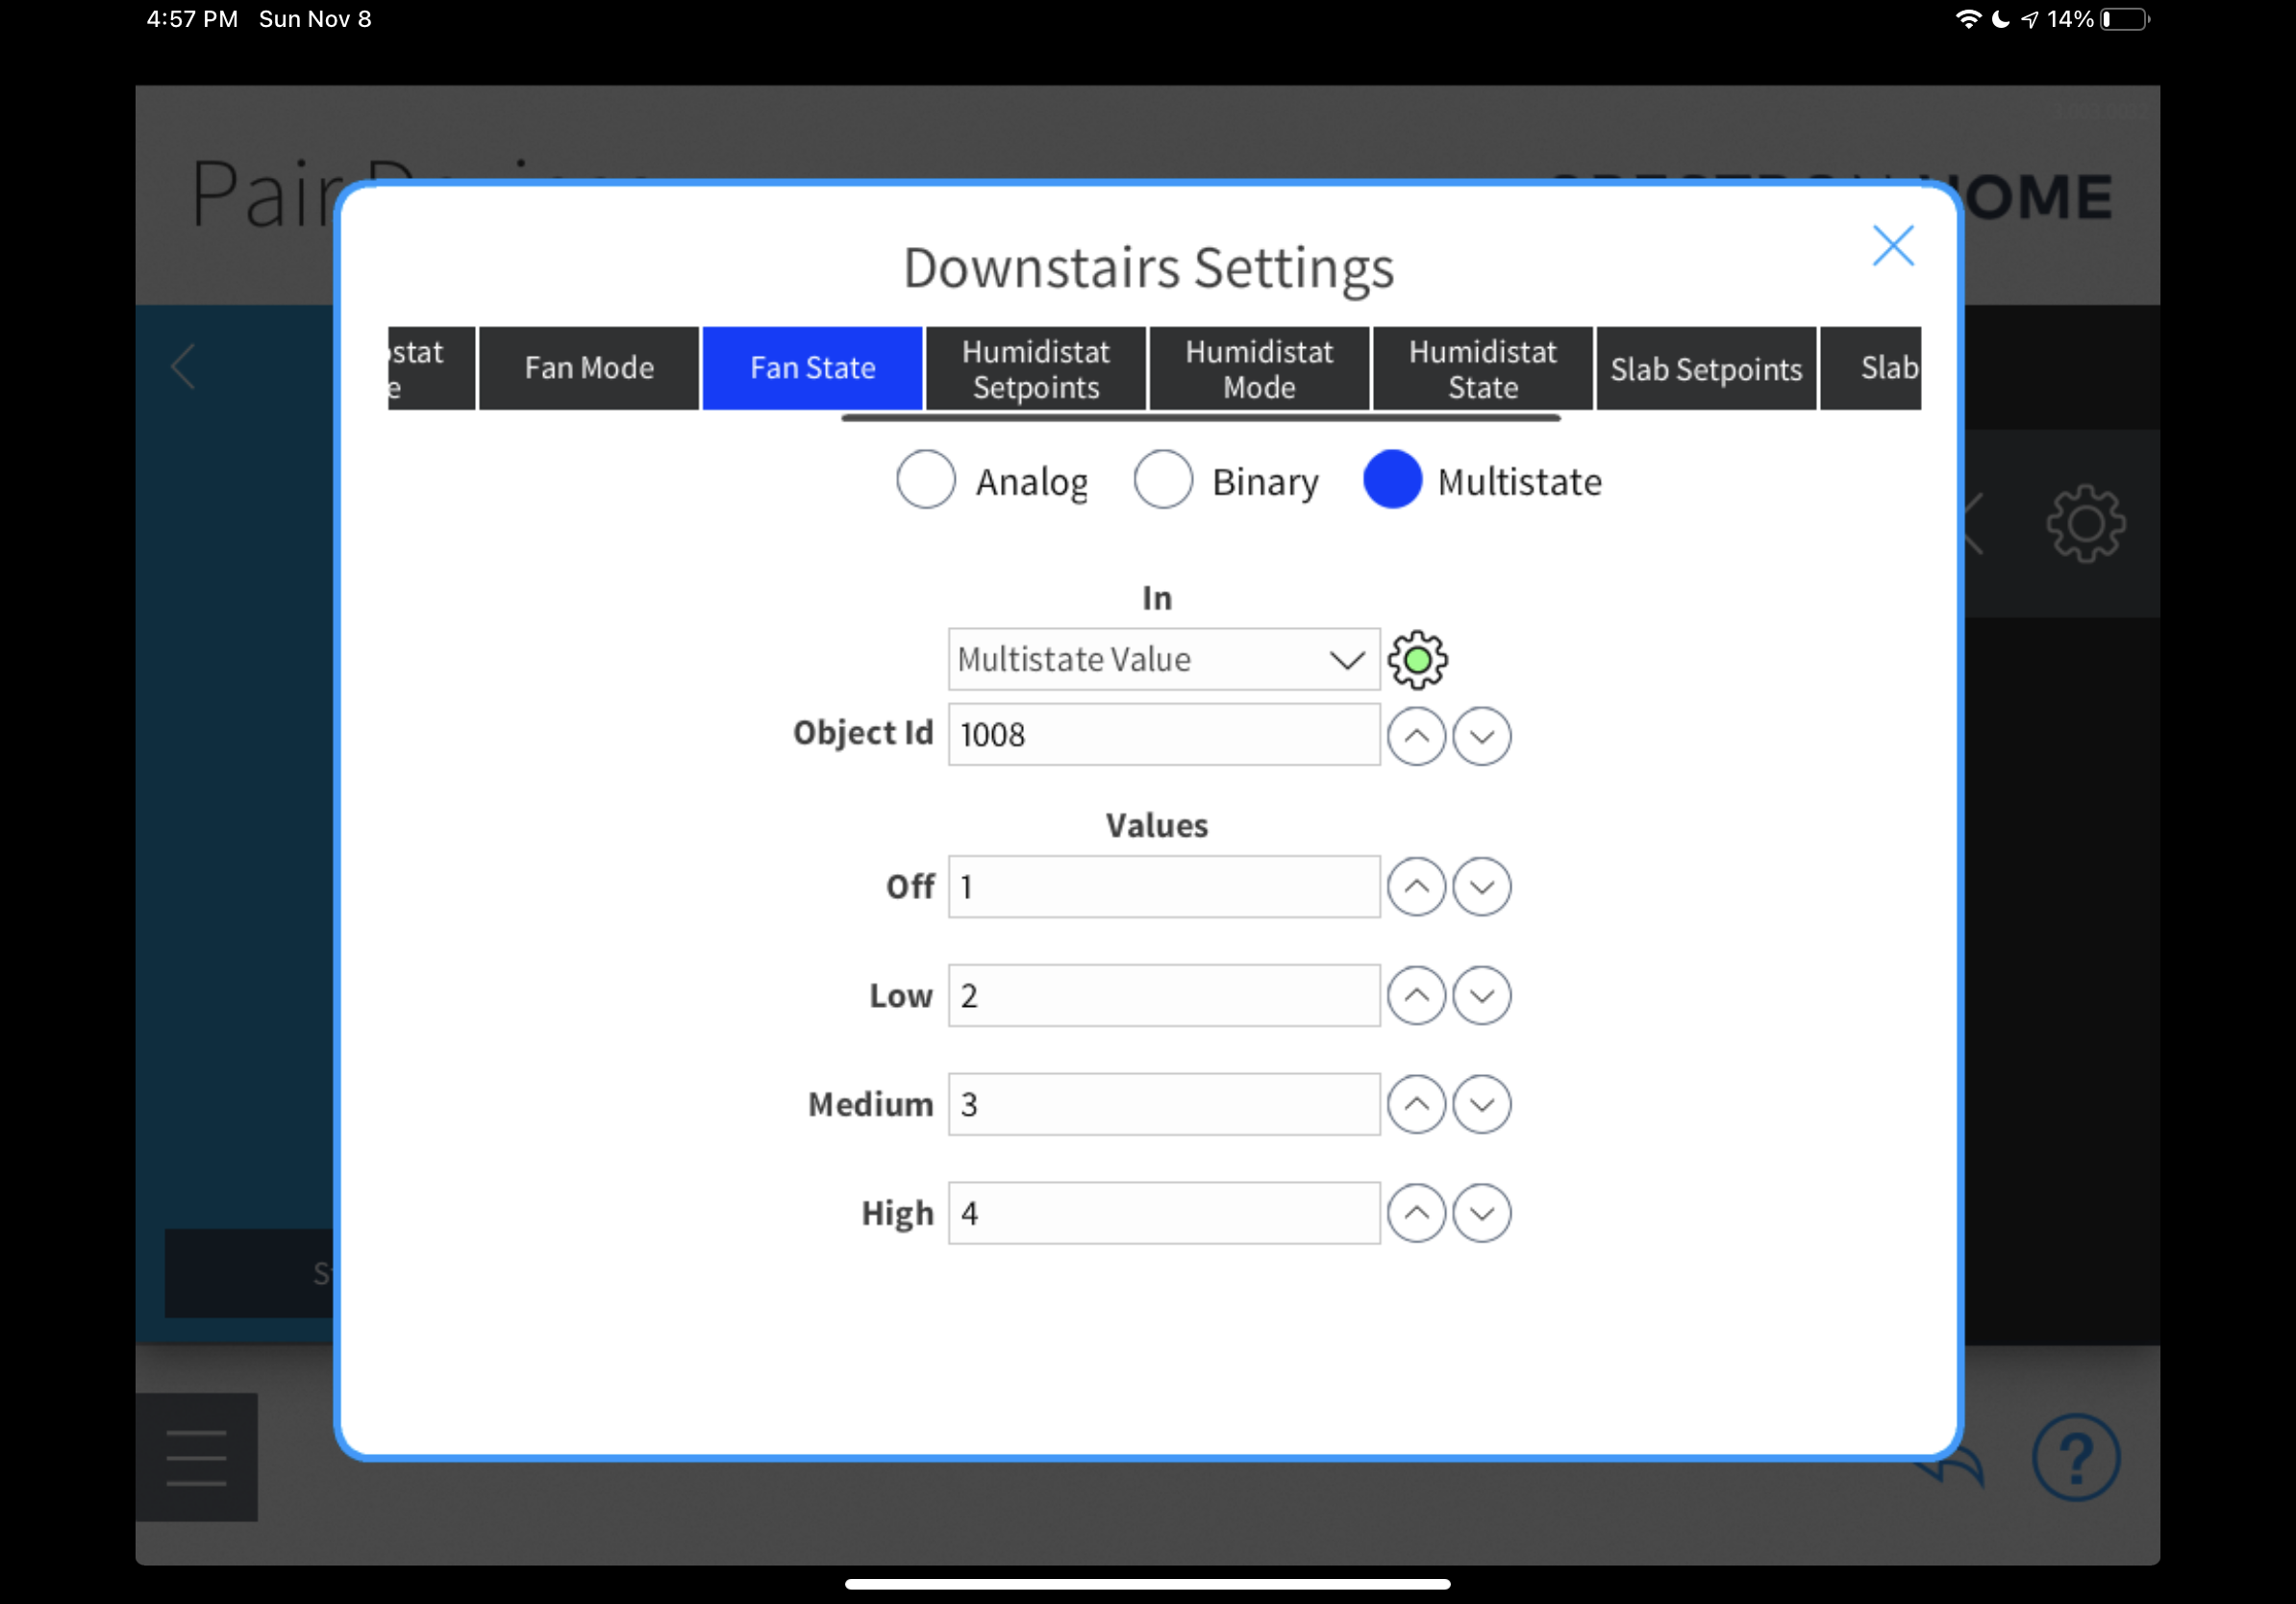 4:57 PM Sun Nov 8
14%
Pair
HOME
Downstairs Settings
Fan Mode
Fan State
Humidistat
Setpoints
Humidistat
Mode
Humidistat
State
Slab Setpoints
Slab
Analog
Binary
Multistate
In
Multistate Value
Object Id 1008
Values
Off 1
Low 2
Medium 3
High 4
?